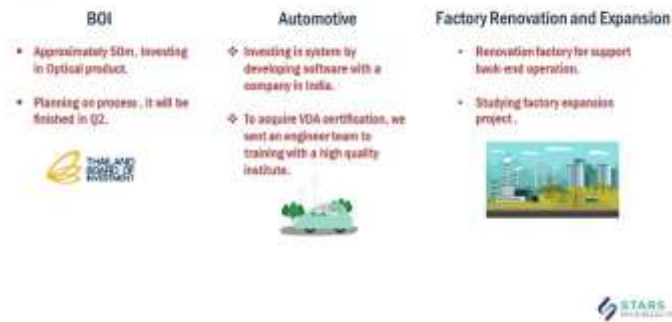 BOI
Approximately 50m, Investing
in Optical product.
Planning on process , it will be
finished in Q2.
THAILAND
BOARD OF
INVESTMENT
Automotive
Investing in system by
developing software with a
company in India.
To acquire VDA certification, we
sent an engineer team to
training with a high quality
institute.
Factory Renovation and Expansion
Renovation factory for support
back-end operation.
Studying factory expansion
project .
STARS